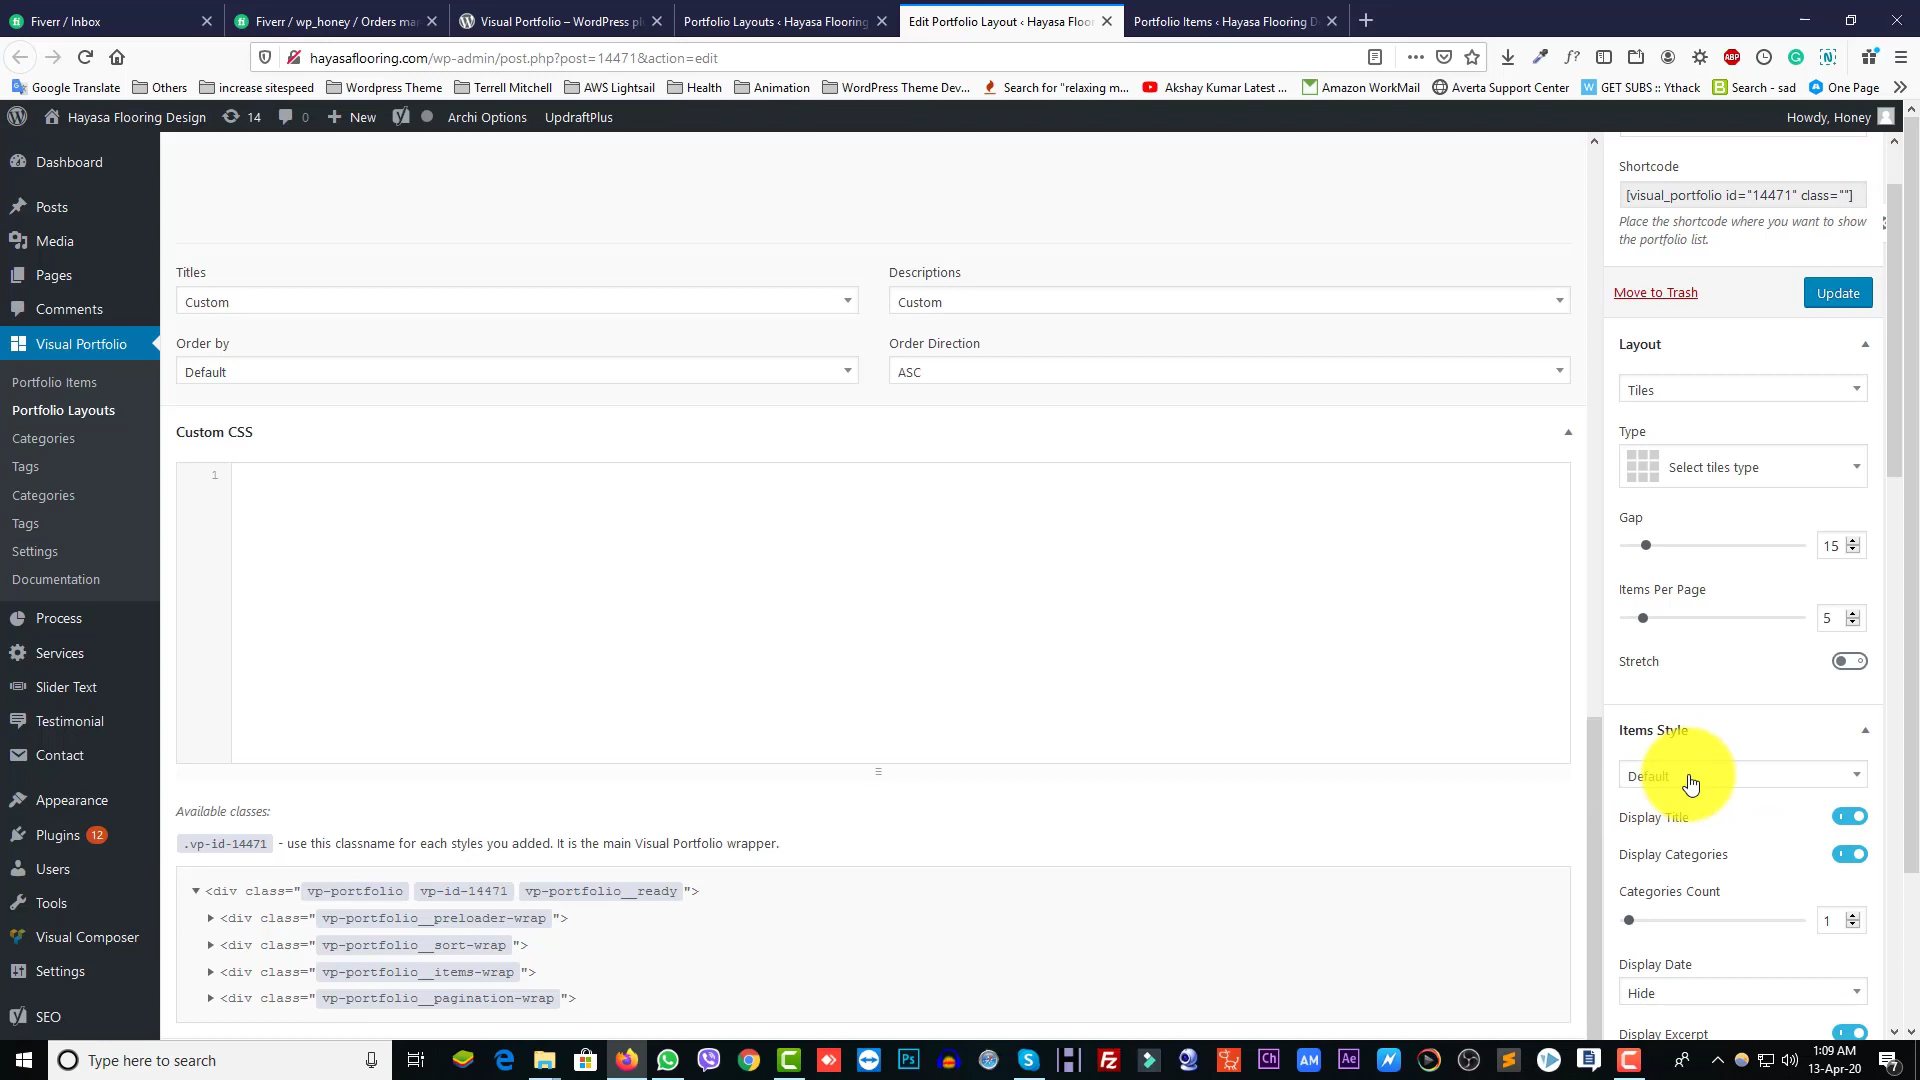 Fiverr / Inbox
Fiverr / wp_honey / Orders ma
Visual Portfolio – WordPress pl
Portfolio Layouts ‹ Hayasa Flooring
Edit Portfolio Layout ‹ Hayasa Floo
Portfolio Items ‹ Hayasa Flooring D
hayasaflooring.com/wp-admin/post.php?post=14471&action=edit
Google Translate
Others
increase sitespeed
Wordpress Theme
Terrell Mitchell
AWS Lightsail
Health
Animation
WordPress Theme Dev...
Search for "relaxing m...
Akshay Kumar Latest ...
Amazon WorkMail
Averta Support Center
GET SUBS :: Ythack
Search - sad
One Page
Hayasa Flooring Design
14
0
New
Archi Options
UpdraftPlus
Howdy, Honey
Dashboard
Posts
Media
Pages
Comments
Visual Portfolio
Portfolio Items
Portfolio Layouts
Categories
Tags
Categories
Tags
Settings
Documentation
Process
Services
Slider Text
Testimonial
Contact
Appearance
Plugins 12
Users
Tools
Visual Composer
Settings
SEO
Titles
Custom
Descriptions
Custom
Order by
Default
Order Direction
ASC
Custom CSS
1
Available classes:
.vp-id-14471 - use this classname for each styles you added. It is the main Visual Portfolio wrapper.
<div class=" vp-portfolio vp-id-14471 vp-portfolio__ready ">
<div class=" vp-portfolio__preloader-wrap ">
<div class=" vp-portfolio__sort-wrap ">
<div class=" vp-portfolio__items-wrap ">
<div class=" vp-portfolio__pagination-wrap ">
Shortcode
[visual_portfolio id="14471" class=""]
Place the shortcode where you want to show
the portfolio list.
Move to Trash
Update
Layout
Tiles
Type
Select tiles type
Gap
15
Items Per Page
5
Stretch
Items Style
Default
Display Title
Display Categories
Categories Count
1
Display Date
Hide
Display Excerpt
Type here to search
1:09 AM
13-Apr-20
7